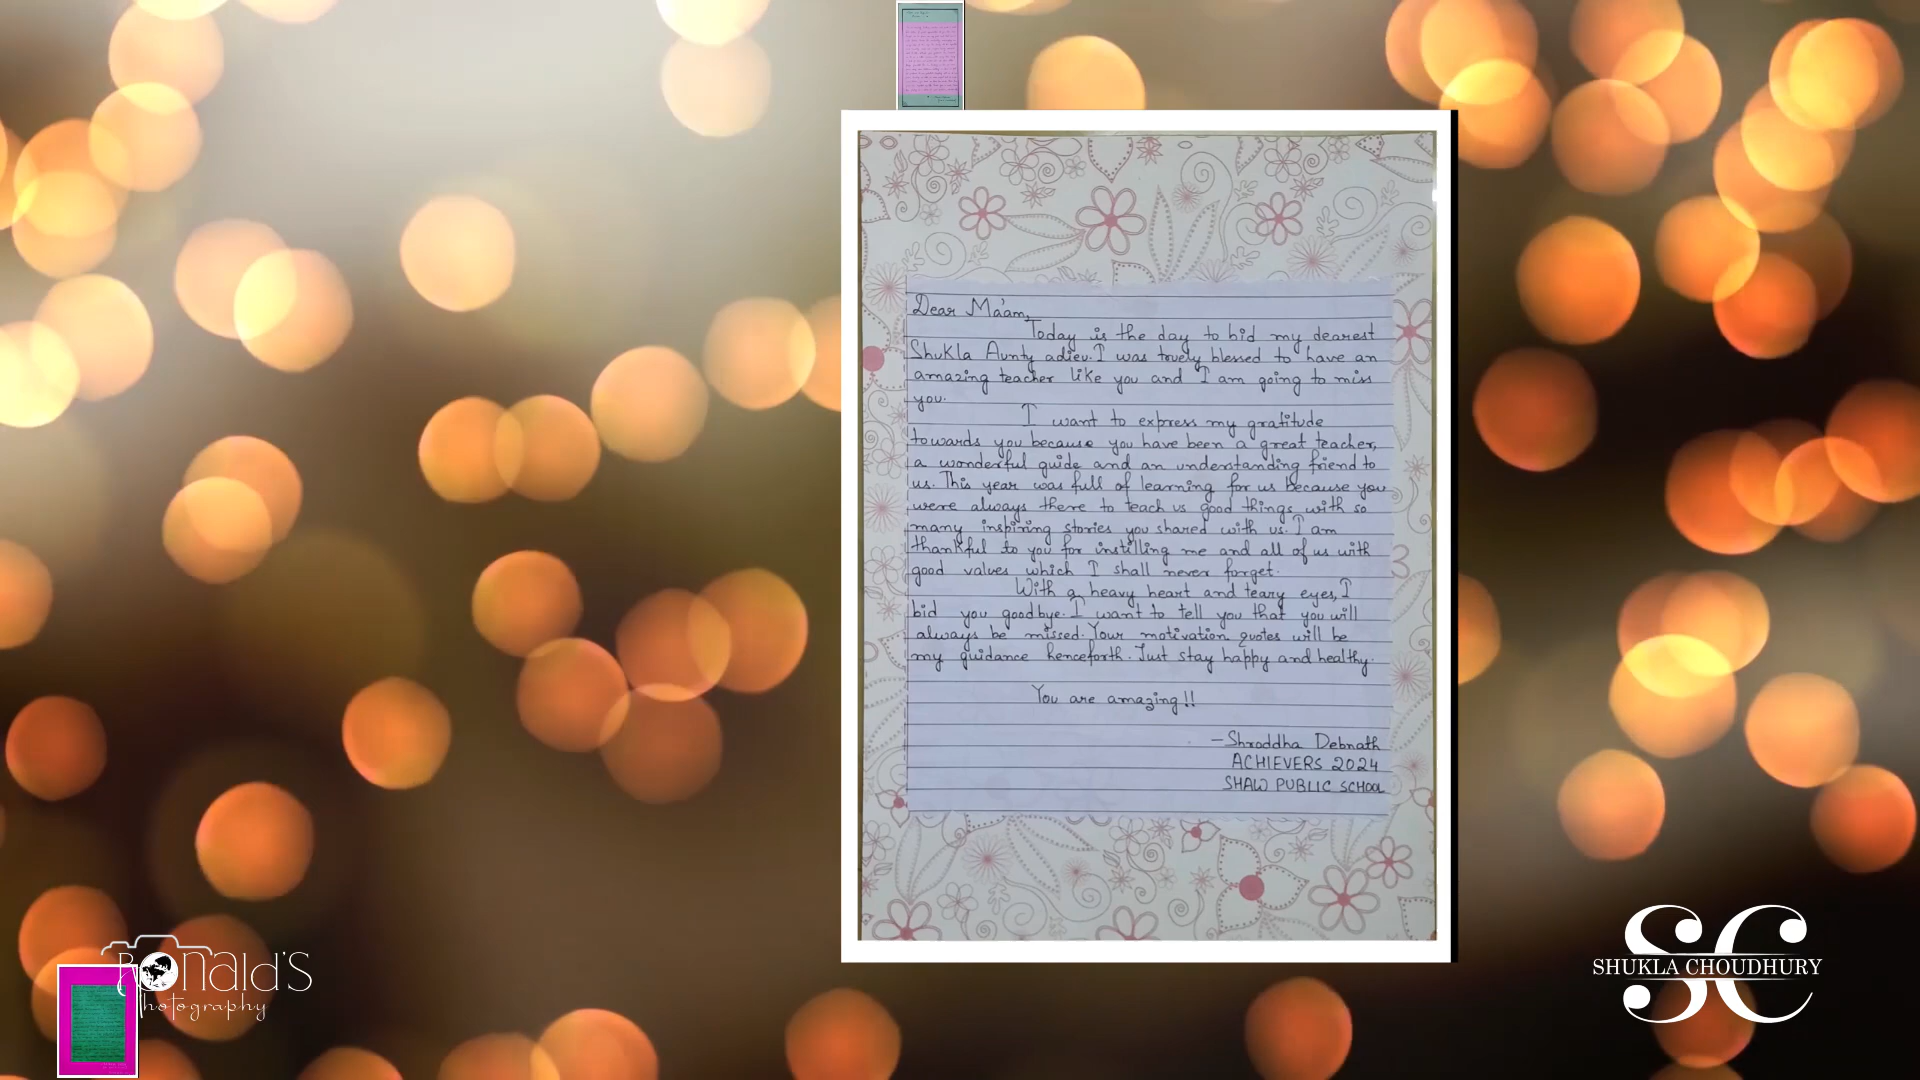 Dear Ma'am,
Today is the day to bid my dearest
Shukla Aunty adieu. I was truely blessed to have an
amazing teacher like you and I am going to miss
you.
I want to express my gratitude
towards you because you have been a great teacher,
a wonderful guide and an understanding friend to
us. This year was full of learning for us because you
were always there to teach us good things with so
many inspiring stories you shared with us. I am
thankful to you for instilling me and all of us with
good values which I shall never forget.
With a heavy heart and teary eyes, I
bid you goodbye. I want to tell you that you will
always be missed. Your motivation quotes will be
my guidance henceforth. Just stay happy and healthy.
You are amazing!!
- Shraddha Debnath
ACHIEVERS 2024
SHAW PUBLIC SCHOOL
RONALD'S
Photography
SC
SHUKLA CHOUDHURY